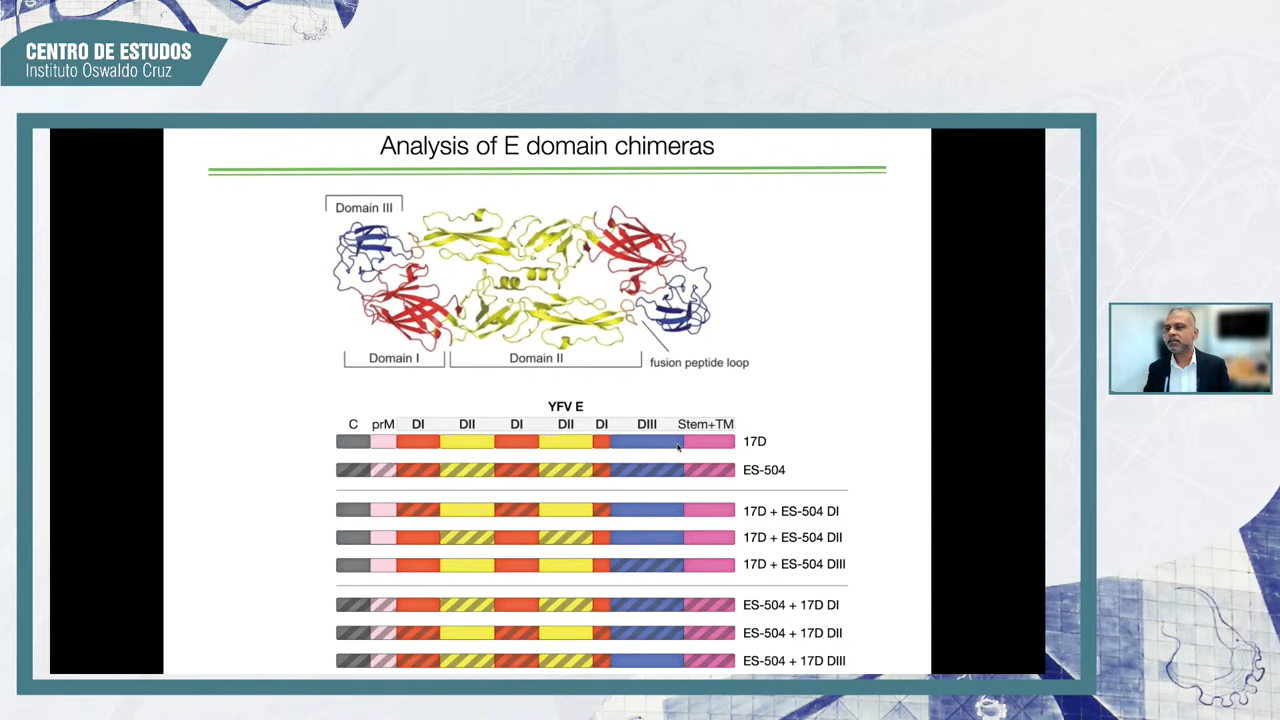 CENTRO DE ESTUDOS
Instituto Oswaldo Cruz
Analysis of E domain chimeras
Domain III
Domain I
Domain II
fusion peptide loop
YFV E
C prM DI DII DI DII DI DIII Stem+TM
17D
ES-504
17D + ES-504 DI
17D + ES-504 DII
17D + ES-504 DIII
ES-504 + 17D DI
ES-504 + 17D DII
ES-504 + 17D DIII